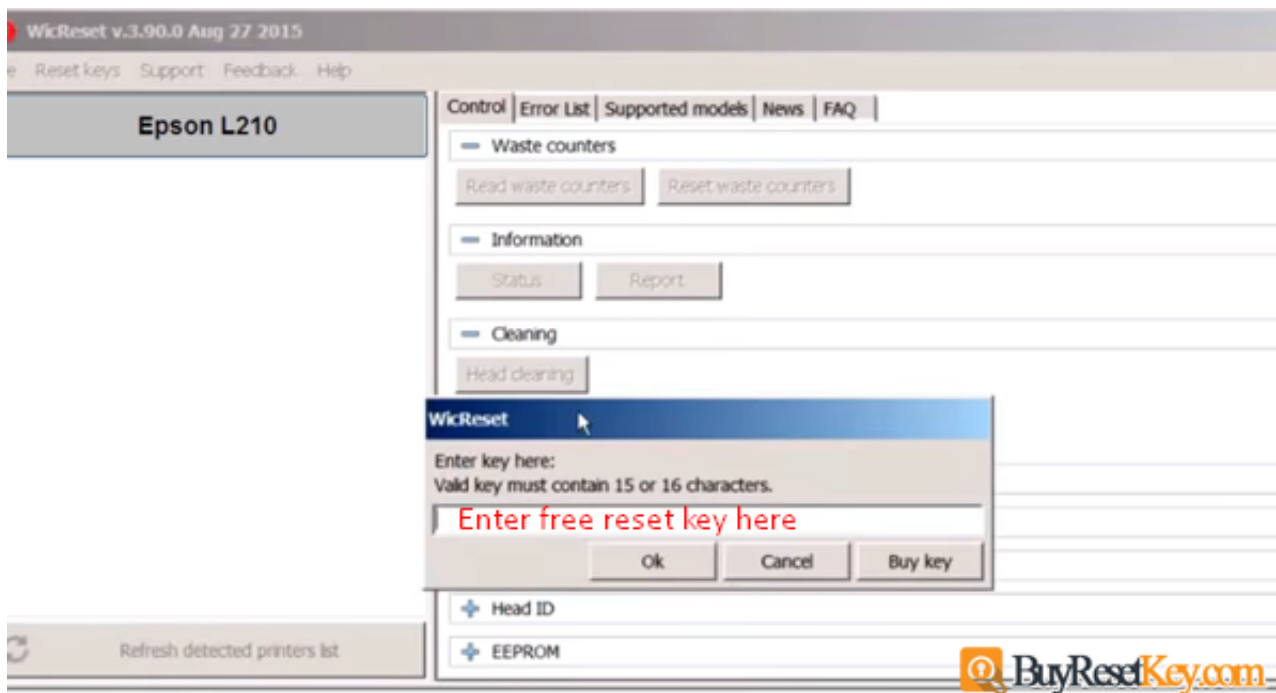 WicReset v.3.90.0 Aug 27 2015
Reset keys Support Feedback Help
Epson L210
Control Error List Supported models News FAQ
Waste counters
Read waste counters Reset waste counters
Information
Status Report
Cleaning
Head cleaning
WicReset
Enter key here:
Valid key must contain 15 or 16 characters.
Enter free reset key here
Ok Cancel Buy key
Head ID
Refresh detected printers list
EEPROM
BuyResetKey.com